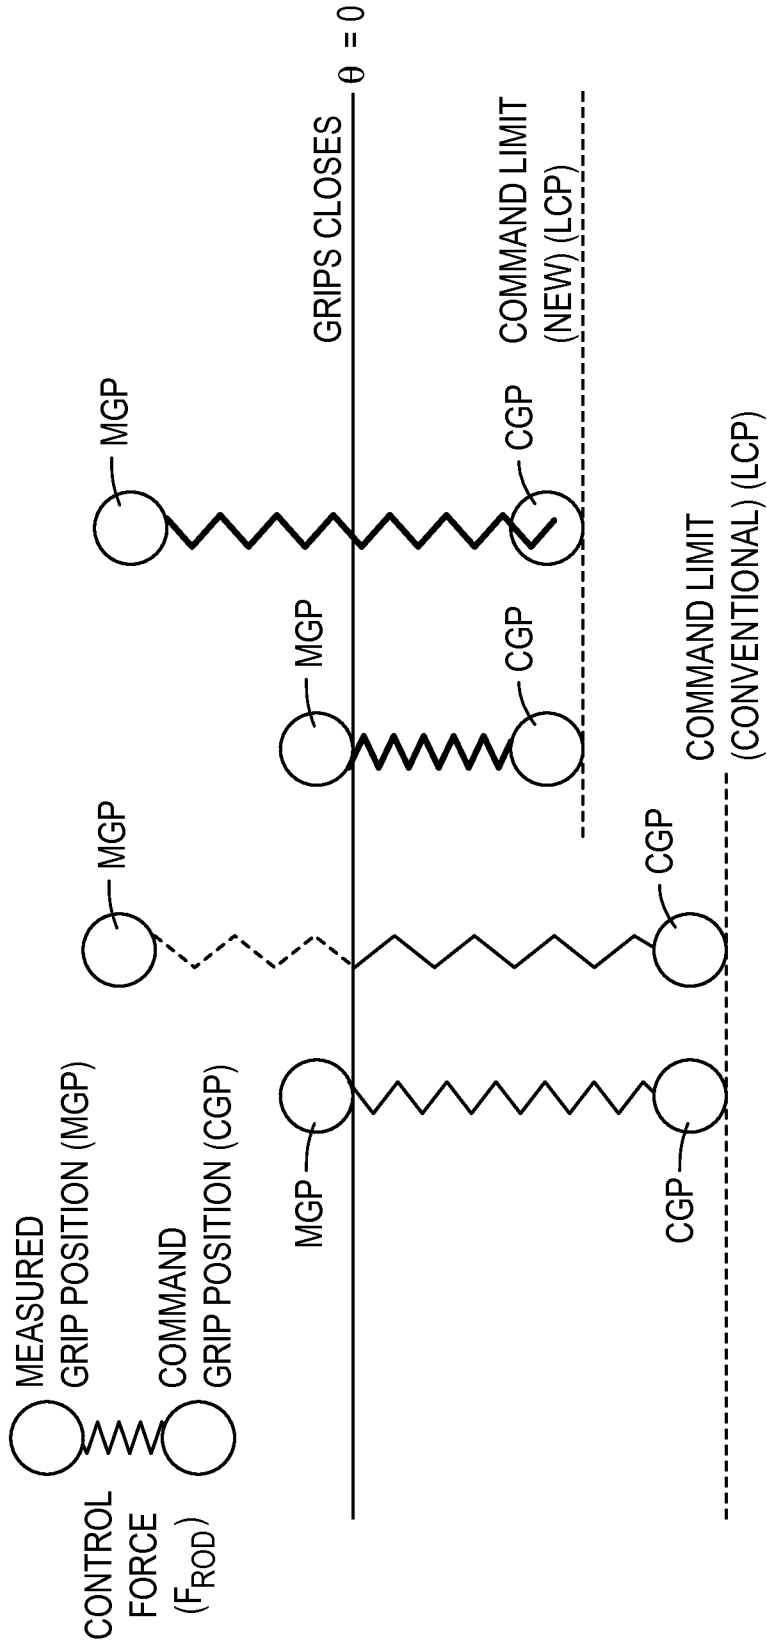 MEASURED
GRIP POSITION (MGP)
COMMAND
GRIP POSITION (CGP)
CONTROL
FORCE
(FROD)
MGP
CGP
MGP
CGP
MGP
CGP
MGP
CGP
GRIPS CLOSES
θ = 0
COMMAND LIMIT
(NEW) (LCP)
COMMAND LIMIT
(CONVENTIONAL) (LCP)